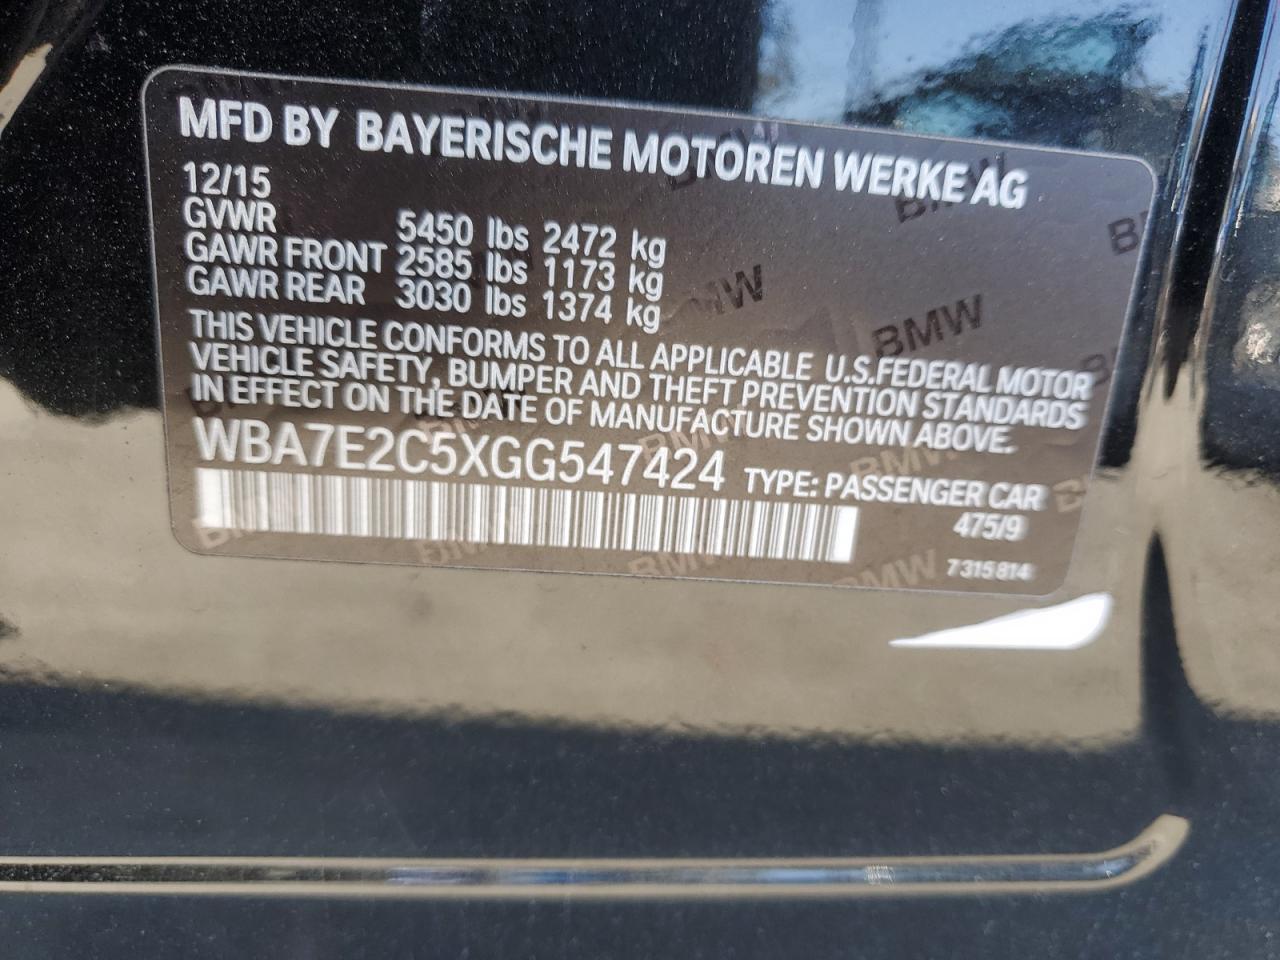 MFD BY BAYERISCHE MOTOREN WERKE AG
12/15
GVWR 5450 lbs 2472 kg
GAWR FRONT 2585 lbs 1173 kg
GAWR REAR 3030 lbs 1374 kg
THIS VEHICLE CONFORMS TO ALL APPLICABLE U.S.FEDERAL MOTOR
VEHICLE SAFETY, BUMPER AND THEFT PREVENTION STANDARDS
IN EFFECT ON THE DATE OF MANUFACTURE SHOWN ABOVE.
WBA7E2C5XGG547424 TYPE: PASSENGER CAR
475/9
7 315 814